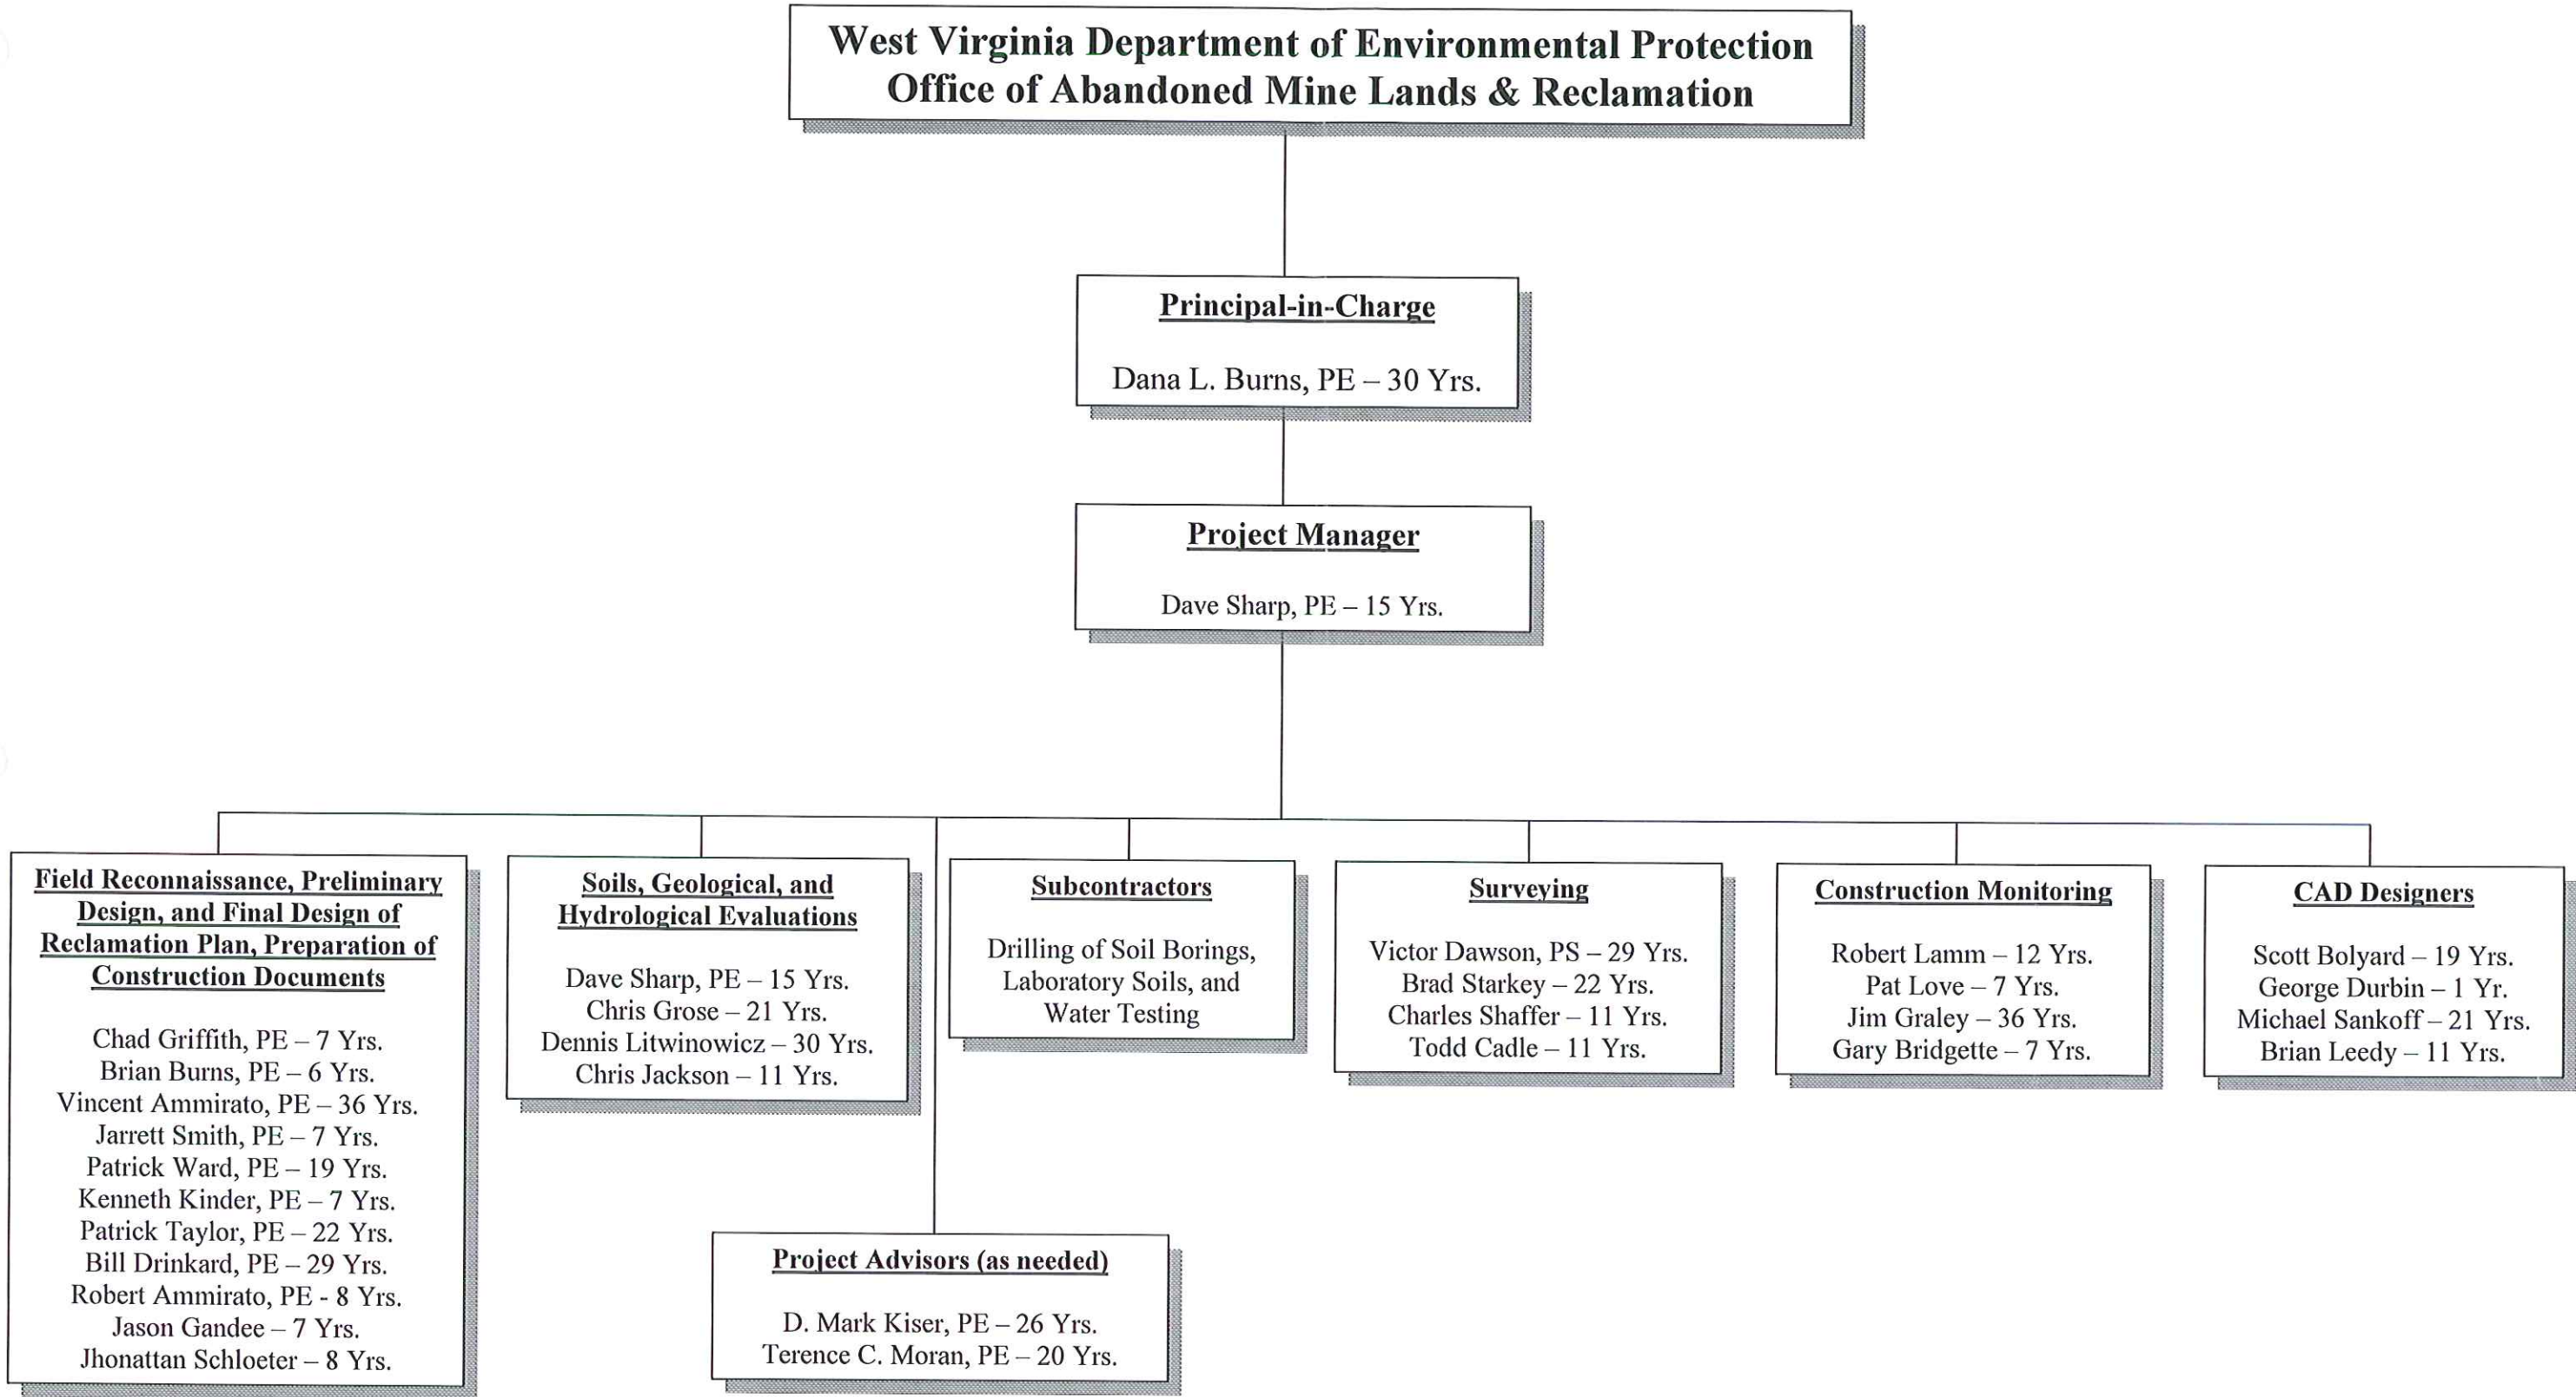 West Virginia Department of Environmental Protection
Office of Abandoned Mine Lands & Reclamation
Principal-in-Charge
Dana L. Burns, PE – 30 Yrs.
Project Manager
Dave Sharp, PE – 15 Yrs.
Field Reconnaissance, Preliminary
Design, and Final Design of
Reclamation Plan, Preparation of
Construction Documents
Chad Griffith, PE – 7 Yrs.
Brian Burns, PE – 6 Yrs.
Vincent Ammirato, PE – 36 Yrs.
Jarrett Smith, PE – 7 Yrs.
Patrick Ward, PE – 19 Yrs.
Kenneth Kinder, PE – 7 Yrs.
Patrick Taylor, PE – 22 Yrs.
Bill Drinkard, PE – 29 Yrs.
Robert Ammirato, PE - 8 Yrs.
Jason Gandee – 7 Yrs.
Jhonattan Schloeter – 8 Yrs.
Soils, Geological, and
Hydrological Evaluations
Dave Sharp, PE – 15 Yrs.
Chris Grose – 21 Yrs.
Dennis Litwinowicz – 30 Yrs.
Chris Jackson – 11 Yrs.
Subcontractors
Drilling of Soil Borings,
Laboratory Soils, and
Water Testing
Surveying
Victor Dawson, PS – 29 Yrs.
Brad Starkey – 22 Yrs.
Charles Shaffer – 11 Yrs.
Todd Cadle – 11 Yrs.
Construction Monitoring
Robert Lamm – 12 Yrs.
Pat Love – 7 Yrs.
Jim Graley – 36 Yrs.
Gary Bridgette – 7 Yrs.
CAD Designers
Scott Bolyard – 19 Yrs.
George Durbin – 1 Yr.
Michael Sankoff – 21 Yrs.
Brian Leedy – 11 Yrs.
Project Advisors (as needed)
D. Mark Kiser, PE – 26 Yrs.
Terence C. Moran, PE – 20 Yrs.